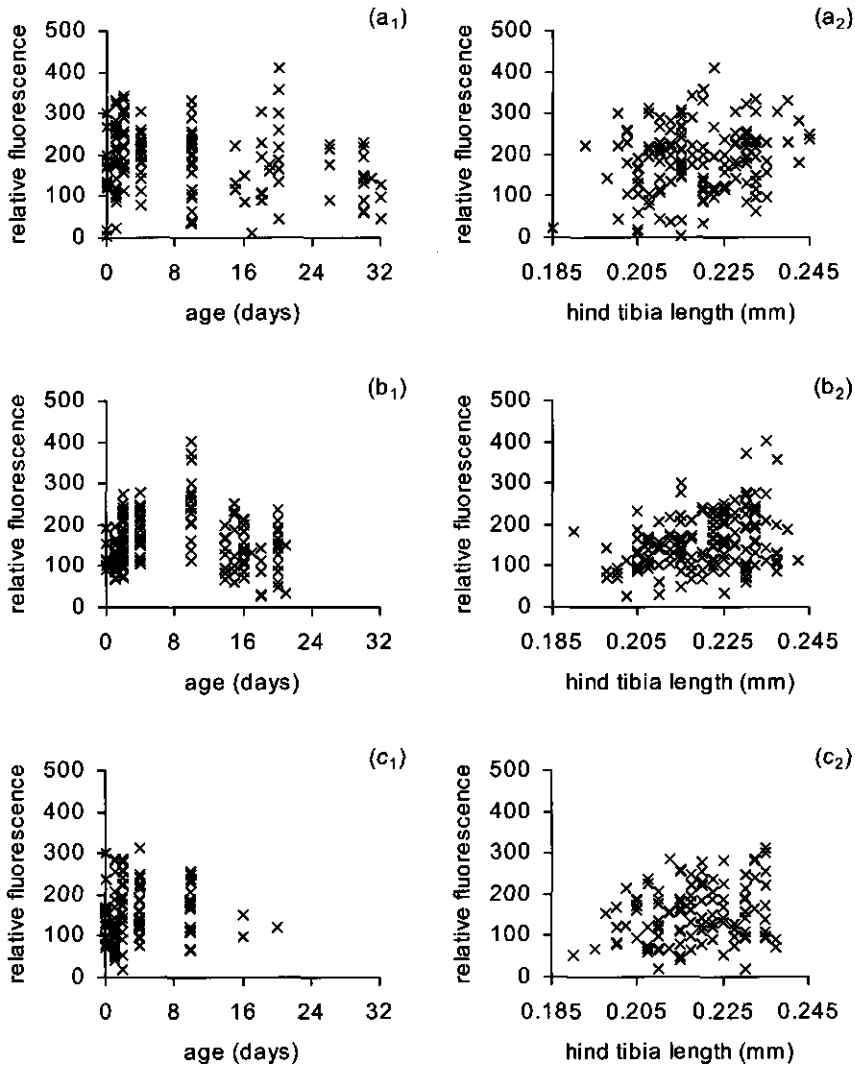 (a1)
500
400
300
200
100
0
relative fluorescence
0 8 16 24 32
age (days)
(a2)
500
400
300
200
100
0
relative fluorescence
0.185 0.205 0.225 0.245
hind tibia length (mm)
(b1)
500
400
300
200
100
0
relative fluorescence
0 8 16 24 32
age (days)
(b2)
500
400
300
200
100
0
relative fluorescence
0.185 0.205 0.225 0.245
hind tibia length (mm)
(c1)
500
400
300
200
100
0
relative fluorescence
0 8 16 24 32
age (days)
(c2)
500
400
300
200
100
0
relative fluorescence
0.185 0.205 0.225 0.245
hind tibia length (mm)